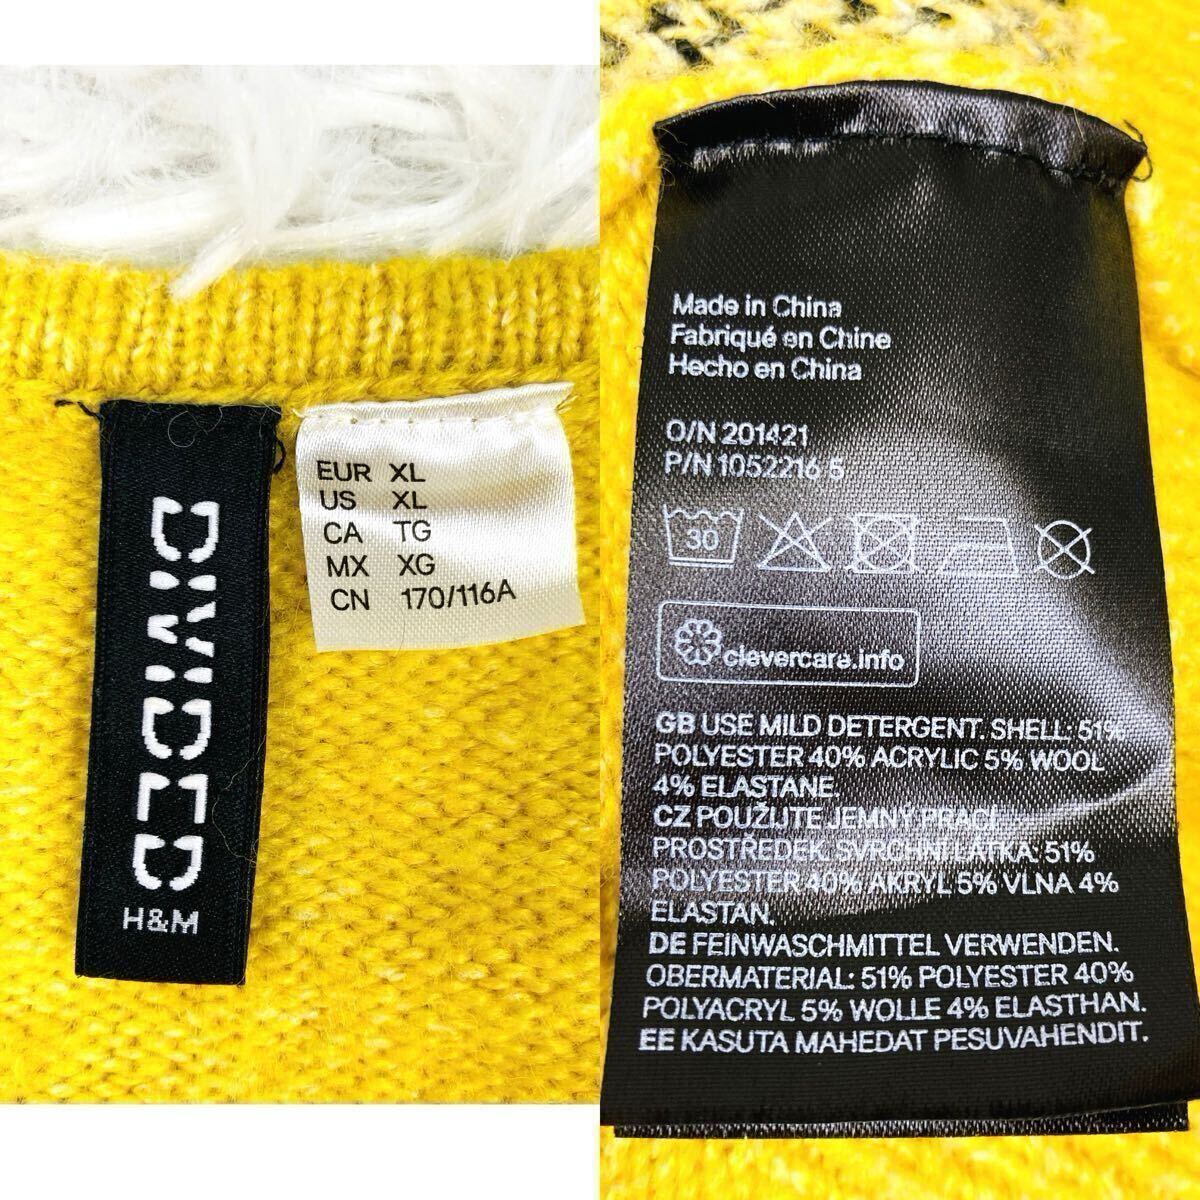 DIVIDED
H&M
EUR XL
US XL
CA TG
MX XG
CN 170/116A
Made in China
Fabriqué en Chine
Hecho en China
O/N 201421
P/N 1052216 5
30
clevercare.info
GB USE MILD DETERGENT. SHELL: 51%
POLYESTER 40% ACRYLIC 5% WOOL
4% ELASTANE.
CZ POUŽIJTE JEMNÝ PRACÍ
PROSTŘEDEK. SVRCHNÍ LÁTKA: 51%
POLYESTER 40% AKRYL 5% VLNA 4%
ELASTAN.
DE FEINWASCHMITTEL VERWENDEN.
OBERMATERIAL: 51% POLYESTER 40%
POLYACRYL 5% WOLLE 4% ELASTHAN.
EE KASUTA MAHEDAT PESUVAHENDIT.